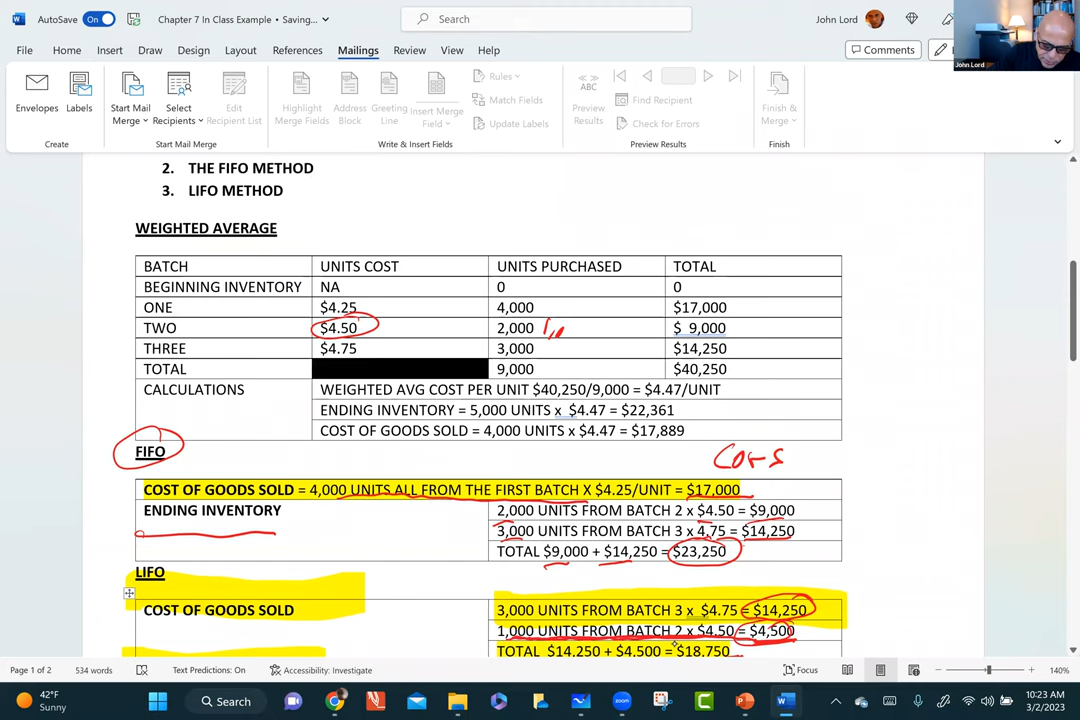 AutoSave On Chapter 7 In Class Example • Saving... Search John Lord
File Home Insert Draw Design Layout References Mailings Review View Help Comments
Envelopes Labels Start Mail Merge Select Recipients Edit Recipient List Highlight Merge Fields Address Block Greeting Line Insert Merge Field Rules Match Fields Update Labels ABC Preview Results Find Recipient Check for Errors Finish & Merge
Create Start Mail Merge Write & Insert Fields Preview Results Finish
John Lord
2. THE FIFO METHOD
3. LIFO METHOD
WEIGHTED AVERAGE
BATCH UNITS COST UNITS PURCHASED TOTAL
BEGINNING INVENTORY NA 0 0
ONE $4.25 4,000 $17,000
TWO $4.50 2,000 $ 9,000
THREE $4.75 3,000 $14,250
TOTAL 9,000 $40,250
CALCULATIONS WEIGHTED AVG COST PER UNIT $40,250/9,000 = $4.47/UNIT
ENDING INVENTORY = 5,000 UNITS x $4.47 = $22,361
COST OF GOODS SOLD = 4,000 UNITS x $4.47 = $17,889
FIFO
COST OF GOODS SOLD = 4,000 UNITS ALL FROM THE FIRST BATCH X $4.25/UNIT = $17,000
ENDING INVENTORY 2,000 UNITS FROM BATCH 2 x $4.50 = $9,000
3,000 UNITS FROM BATCH 3 x 4.75 = $14,250
TOTAL $9,000 + $14,250 = $23,250
LIFO
COST OF GOODS SOLD 3,000 UNITS FROM BATCH 3 x $4.75 = $14,250
1,000 UNITS FROM BATCH 2 x $4.50 = $4,500
TOTAL $14,250 + $4,500 = $18,750
Page 1 of 2 534 words Text Predictions: On Accessibility: Investigate Focus 140%
42°F
Sunny
Search
10:23 AM
3/2/2023